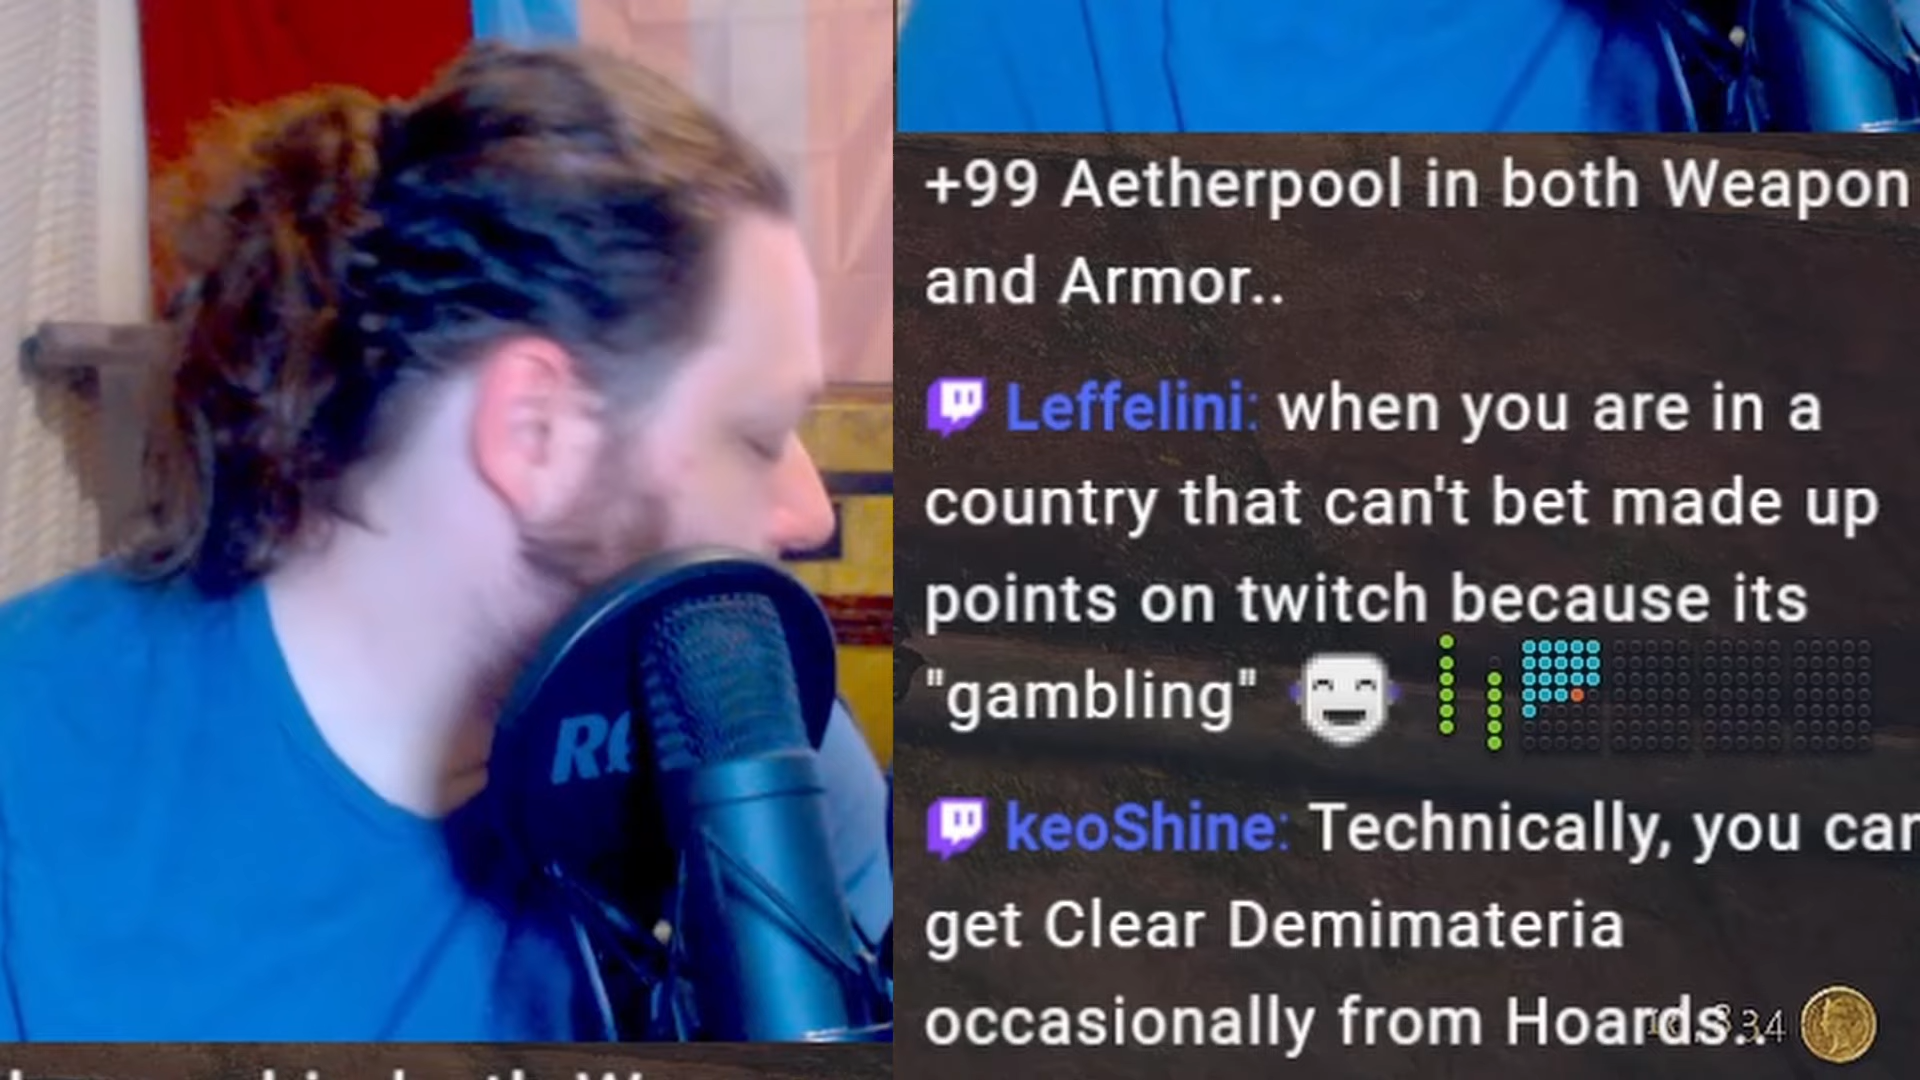 +99 Aetherpool in both Weapon
and Armor..
Leffelini: when you are in a
country that can't bet made up
points on twitch because its
"gambling"
keoShine: Technically, you can
get Clear Demimateria
occasionally from Hoards..